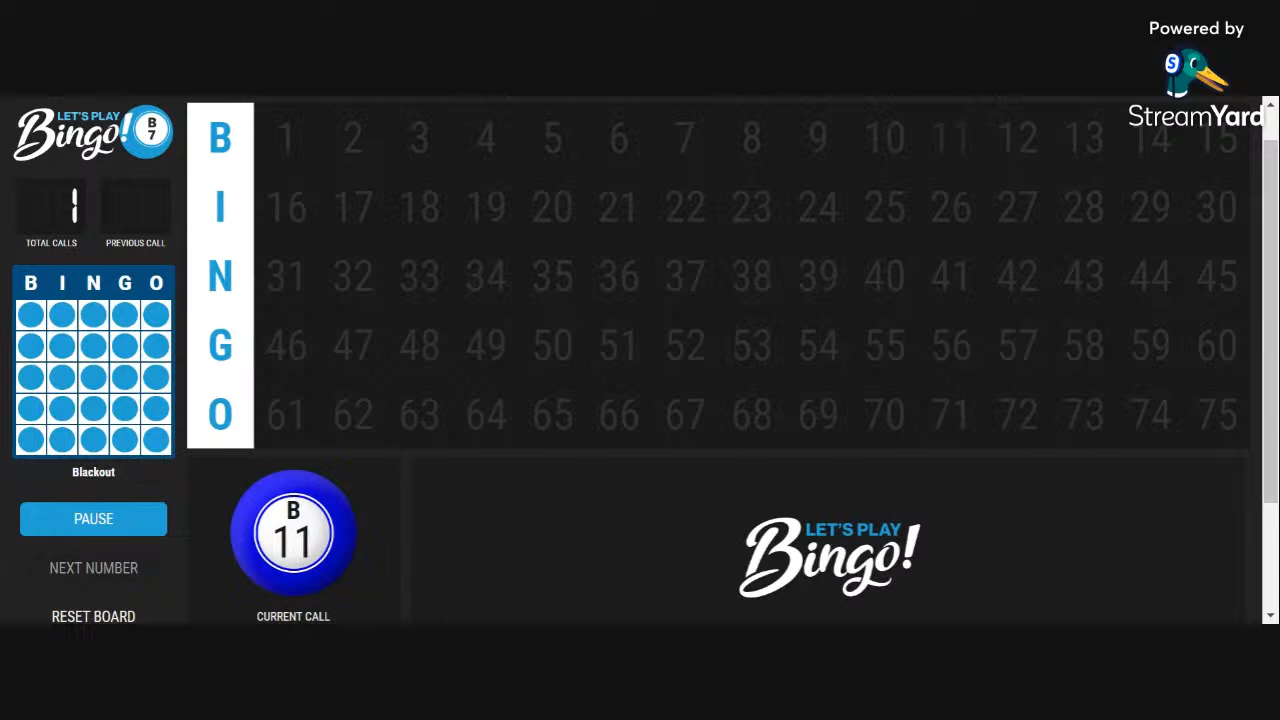 Powered by
StreamYard
LET'S PLAY
Bingo!
B
7
1
TOTAL CALLS
PREVIOUS CALL
B I N G O
Blackout
PAUSE
NEXT NUMBER
RESET BOARD
B 1 2 3 4 5 6 7 8 9 10 11 12 13 14 15
I 16 17 18 19 20 21 22 23 24 25 26 27 28 29 30
N 31 32 33 34 35 36 37 38 39 40 41 42 43 44 45
G 46 47 48 49 50 51 52 53 54 55 56 57 58 59 60
O 61 62 63 64 65 66 67 68 69 70 71 72 73 74 75
B
11
CURRENT CALL
LET'S PLAY
Bingo!
S